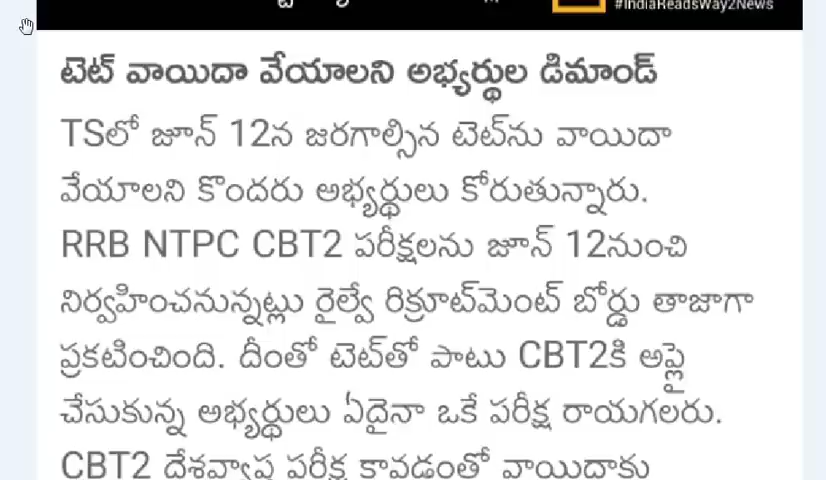 #IndiaReadsWay2News
టెట్ వాయిదా వేయాలని అభ్యర్థుల డిమాండ్
TSలో జూన్ 12న జరగాల్సిన టెట్‌ను వాయిదా
వేయాలని కొందరు అభ్యర్థులు కోరుతున్నారు.
RRB NTPC CBT2 పరీక్షలను జూన్ 12నుంచి
నిర్వహించనున్నట్లు రైల్వే రిక్రూట్‌మెంట్ బోర్డు తాజాగా
ప్రకటించింది. దీంతో టెట్‌తో పాటు CBT2కి అప్లై
చేసుకున్న అభ్యర్థులు ఏదైనా ఒకే పరీక్ష రాయగలరు.
CBT2 దేశవ్యాప్త పరీక్ష కావడంతో వాయిదాకు